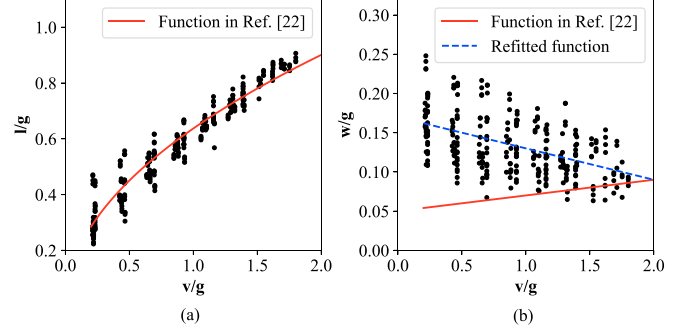 Function in Ref. [22]
l/g
1.0
0.8
0.6
0.4
0.2
0.0 0.5 1.0 1.5 2.0
v/g
(a)
Function in Ref. [22]
Refitted function
w/g
0.30
0.25
0.20
0.15
0.10
0.05
0.00
0.0 0.5 1.0 1.5 2.0
v/g
(b)